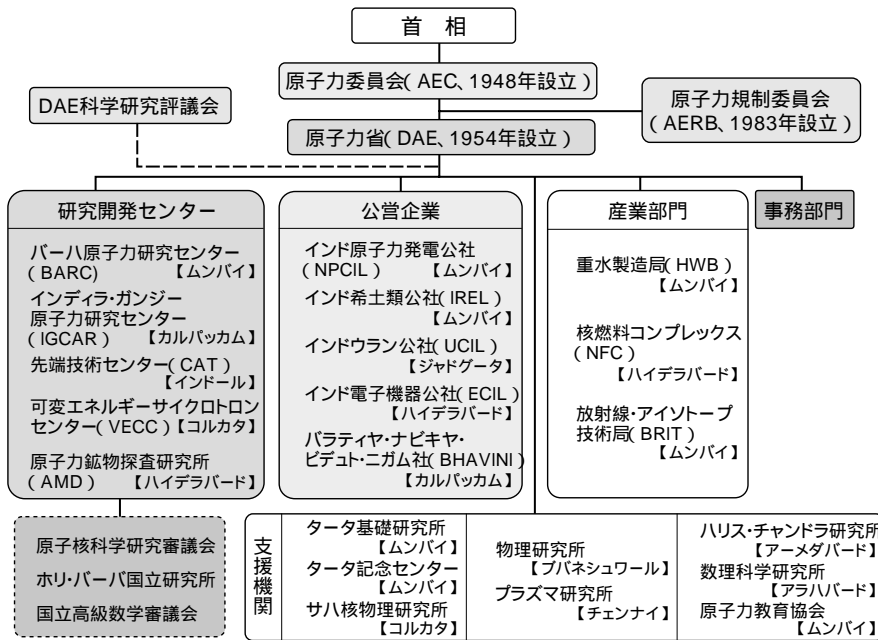 首 相
原子力委員会(AEC、1948年設立)
DAE科学研究評議会
原子力規制委員会
(AERB、1983年設立)
原子力省(DAE、1954年設立)
研究開発センター
バーハ原子力研究センター
(BARC) 【ムンバイ】
インディラ・ガンジー
原子力研究センター
(IGCAR) 【カルパッカム】
先端技術センター(CAT)
【インドール】
可変エネルギーサイクロトロン
センター(VECC)【コルカタ】
原子力鉱物探査研究所
(AMD) 【ハイデラバード】
公営企業
インド原子力発電公社
(NPCIL) 【ムンバイ】
インド希土類公社(IREL)
【ムンバイ】
インドウラン公社(UCIL)
【ジャドゲータ】
インド電子機器公社(ECIL)
【ハイデラバード】
バラティヤ・ナビキヤ・
ビデュト・ニガム社(BHAVINI)
【カルパッカム】
産業部門
重水製造局(HWB)
【ムンバイ】
核燃料コンプレックス
(NFC)
【ハイデラバード】
放射線・アイソトープ
技術局(BRIT)
【ムンバイ】
事務部門
原子核科学研究審議会
ホリ・バーバ国立研究所
国立高級数学審議会
支援機関
タータ基礎研究所
【ムンバイ】
タータ記念センター
【ムンバイ】
サハ核物理研究所
【コルカタ】
物理研究所
【ブバネシュワール】
プラズマ研究所
【チェンナイ】
ハリス・チャンドラ研究所
【アーメダバード】
数理科学研究所
【アラハバード】
原子力教育協会
【ムンバイ】